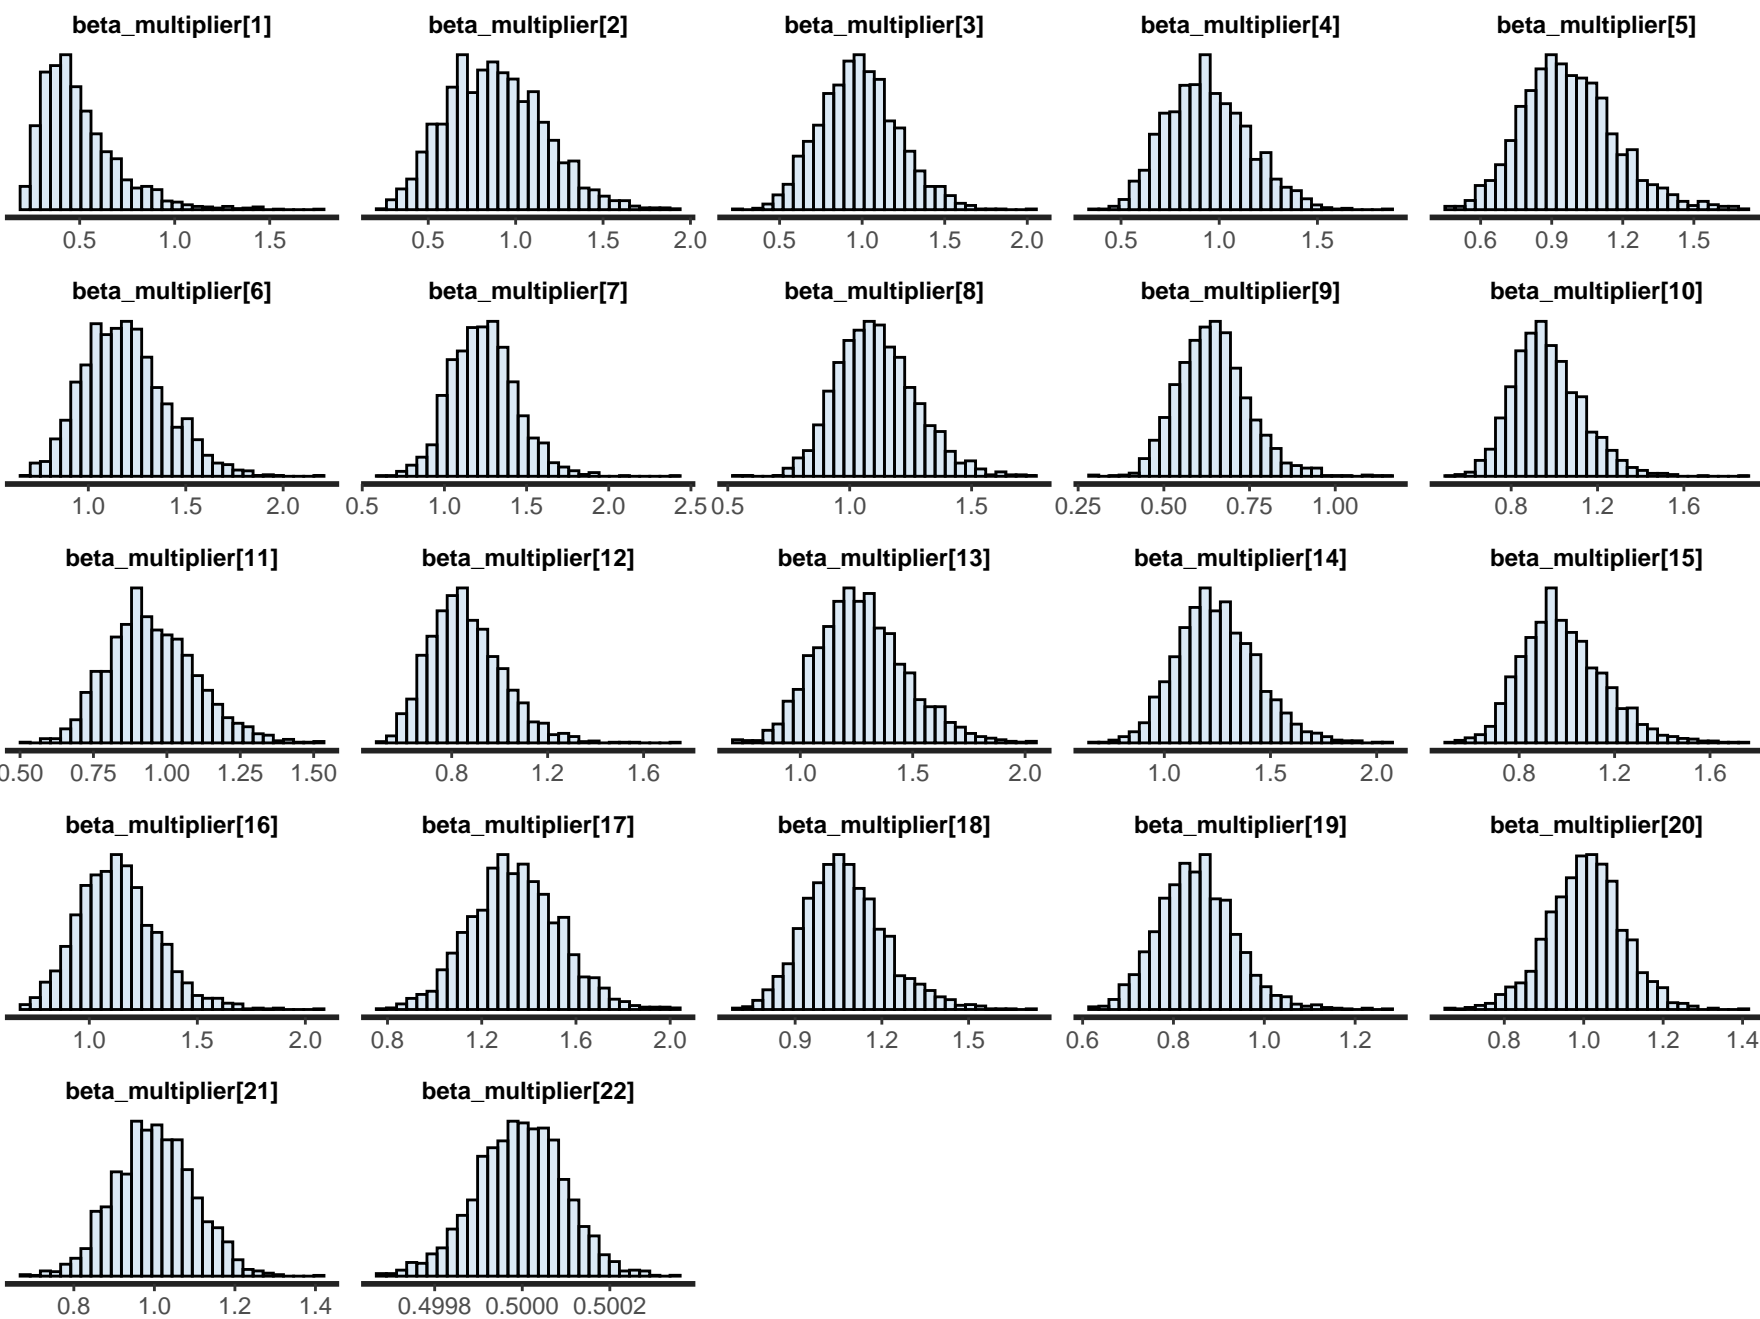 beta_multiplier[1] beta_multiplier[2] beta_multiplier[3] beta_multiplier[4] beta_multiplier[5]
0.5 1.0 1.5 0.5 1.0 1.5 2.0 0.5 1.0 1.5 2.0 0.5 1.0 1.5 0.6 0.9 1.2 1.5
beta_multiplier[6] beta_multiplier[7] beta_multiplier[8] beta_multiplier[9] beta_multiplier[10]
1.0 1.5 2.0 0.5 1.0 1.5 2.0 2.5 0.5 1.0 1.5 0.25 0.50 0.75 1.00 0.8 1.2 1.6
beta_multiplier[11] beta_multiplier[12] beta_multiplier[13] beta_multiplier[14] beta_multiplier[15]
0.50 0.75 1.00 1.25 1.50 0.8 1.2 1.6 1.0 1.5 2.0 1.0 1.5 2.0 0.8 1.2 1.6
beta_multiplier[16] beta_multiplier[17] beta_multiplier[18] beta_multiplier[19] beta_multiplier[20]
1.0 1.5 2.0 0.8 1.2 1.6 2.0 0.9 1.2 1.5 0.6 0.8 1.0 1.2 0.8 1.0 1.2 1.4
beta_multiplier[21] beta_multiplier[22]
0.8 1.0 1.2 1.4 0.4998 0.5000 0.5002